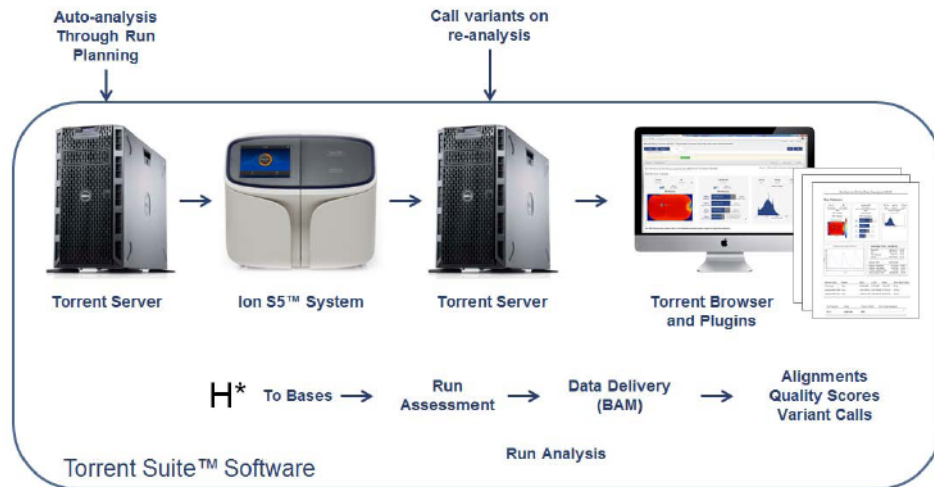 Auto-analysis
Through Run
Planning
Call variants on
re-analysis
Torrent Server
Ion S5™ System
Torrent Server
Torrent Browser
and Plugins
H* To Bases
Run
Assessment
Data Delivery
(BAM)
Alignments
Quality Scores
Variant Calls
Run Analysis
Torrent Suite™ Software